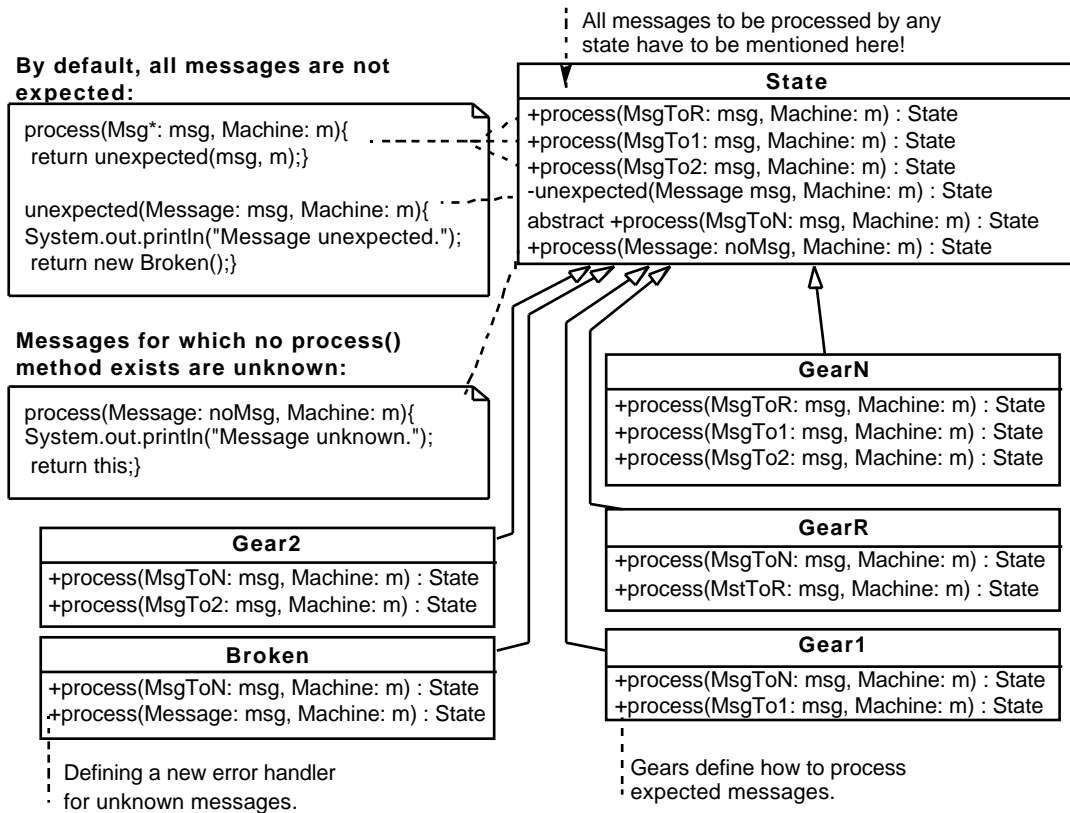 All messages to be processed by any
state have to be mentioned here!
By default, all messages are not
expected:
process(Msg*: msg, Machine: m){
return unexpected(msg, m);}
unexpected(Message: msg, Machine: m){
System.out.println("Message unexpected.");
return new Broken();}
State
+process(MsgToR: msg, Machine: m) : State
+process(MsgTo1: msg, Machine: m) : State
+process(MsgTo2: msg, Machine: m) : State
-unexpected(Message msg, Machine: m) : State
abstract +process(MsgToN: msg, Machine: m) : State
+process(Message: noMsg, Machine: m) : State
Messages for which no process()
method exists are unknown:
process(Message: noMsg, Machine: m){
System.out.println("Message unknown.");
return this;}
GearN
+process(MsgToR: msg, Machine: m) : State
+process(MsgTo1: msg, Machine: m) : State
+process(MsgTo2: msg, Machine: m) : State
Gear2
+process(MsgToN: msg, Machine: m) : State
+process(MsgTo2: msg, Machine: m) : State
GearR
+process(MsgToN: msg, Machine: m) : State
+process(MstToR: msg, Machine: m) : State
Broken
+process(MsgToN: msg, Machine: m) : State
+process(Message: msg, Machine: m) : State
Gear1
+process(MsgToN: msg, Machine: m) : State
+process(MsgTo1: msg, Machine: m) : State
Defining a new error handler
for unknown messages.
Gears define how to process
expected messages.